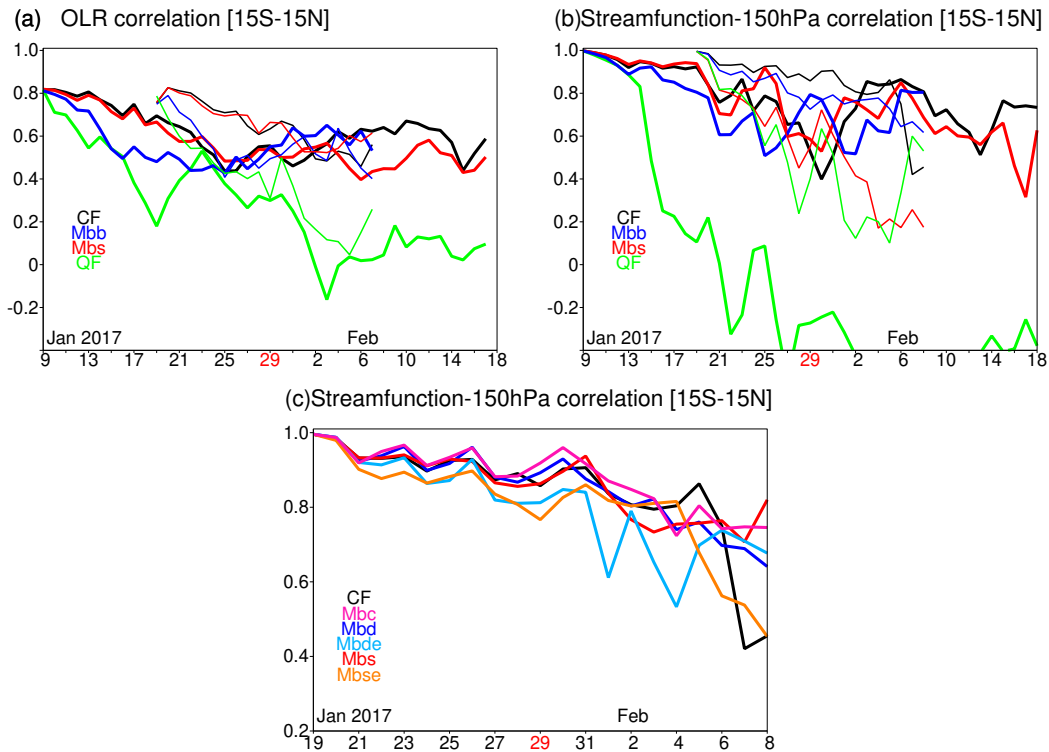 (a) OLR correlation [15S-15N]
1.0
0.8
0.6
0.4
0.2
0
-0.2
CF
Mbb
Mbs
QF
Jan 2017 Feb
9 13 17 21 25 29 2 6 10 14 18
(b)Streamfunction-150hPa correlation [15S-15N]
1.0
0.8
0.6
0.4
0.2
0
-0.2
CF
Mbb
Mbs
QF
Jan 2017 Feb
9 13 17 21 25 29 2 6 10 14 18
(c)Streamfunction-150hPa correlation [15S-15N]
1.0
0.8
0.6
0.4
0.2
CF
Mbc
Mbd
Mbde
Mbs
Mbse
Jan 2017 Feb
19 21 23 25 27 29 31 2 4 6 8